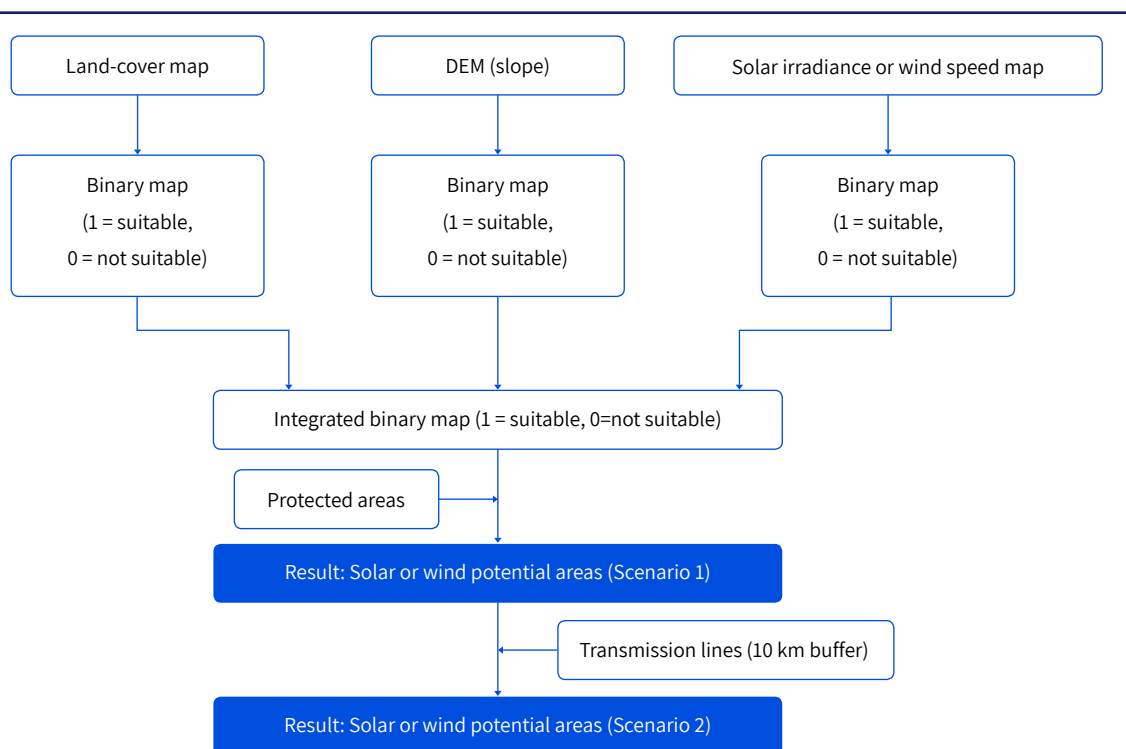 Land-cover map
DEM (slope)
Solar irradiance or wind speed map
Binary map
(1 = suitable,
0 = not suitable)
Binary map
(1 = suitable,
0 = not suitable)
Binary map
(1 = suitable,
0 = not suitable)
Integrated binary map (1 = suitable, 0=not suitable)
Protected areas
Result: Solar or wind potential areas (Scenario 1)
Transmission lines (10 km buffer)
Result: Solar or wind potential areas (Scenario 2)